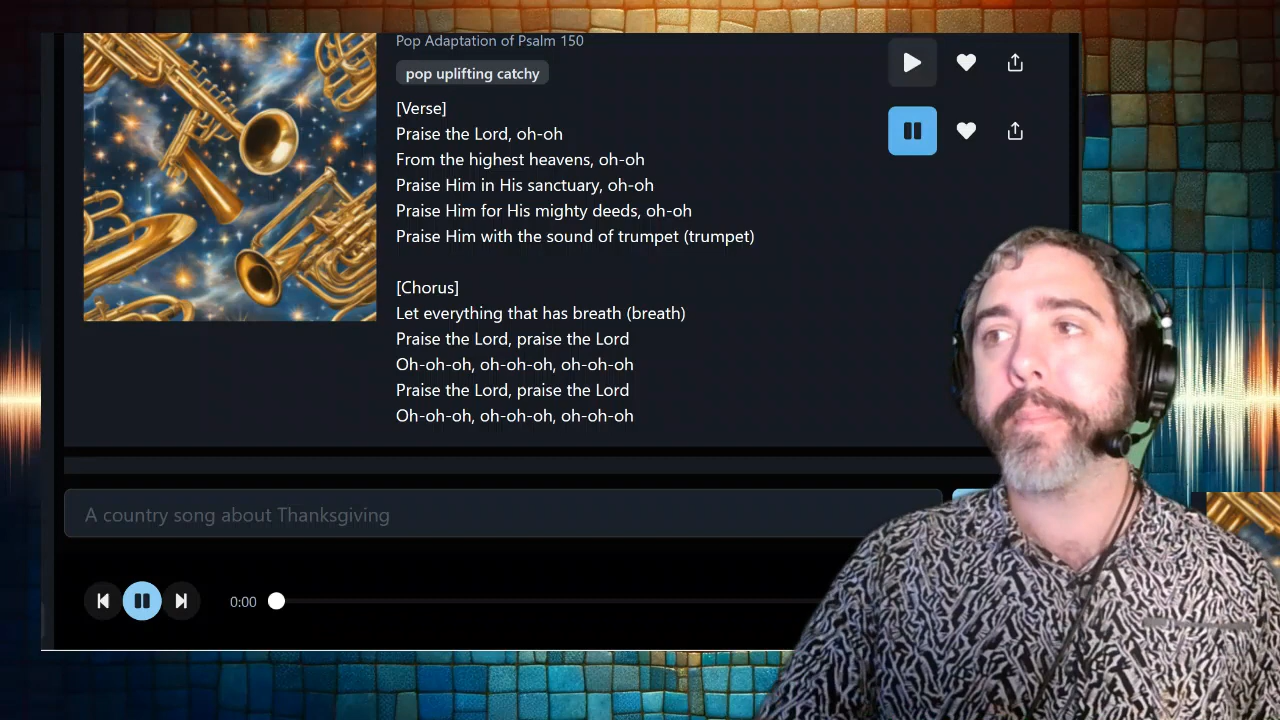 Pop Adaptation of Psalm 150
pop uplifting catchy
[Verse]
Praise the Lord, oh-oh
From the highest heavens, oh-oh
Praise Him in His sanctuary, oh-oh
Praise Him for His mighty deeds, oh-oh
Praise Him with the sound of trumpet (trumpet)
[Chorus]
Let everything that has breath (breath)
Praise the Lord, praise the Lord
Oh-oh-oh, oh-oh-oh, oh-oh-oh
Praise the Lord, praise the Lord
Oh-oh-oh, oh-oh-oh, oh-oh-oh
A country song about Thanksgiving
0:00